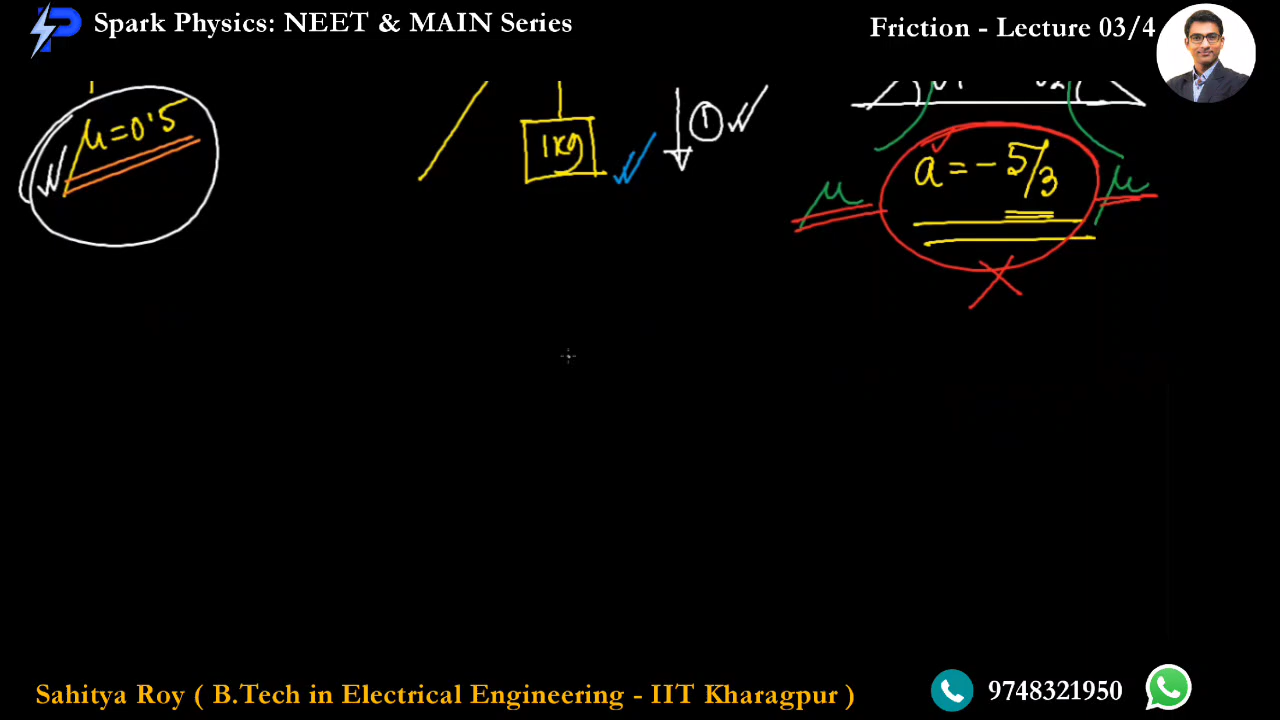 Spark Physics: NEET & MAIN Series
Friction - Lecture 03/4
μ=0.5
1kg
①
a = - 5/3
μ
μ
Sahitya Roy ( B.Tech in Electrical Engineering - IIT Kharagpur )
9748321950